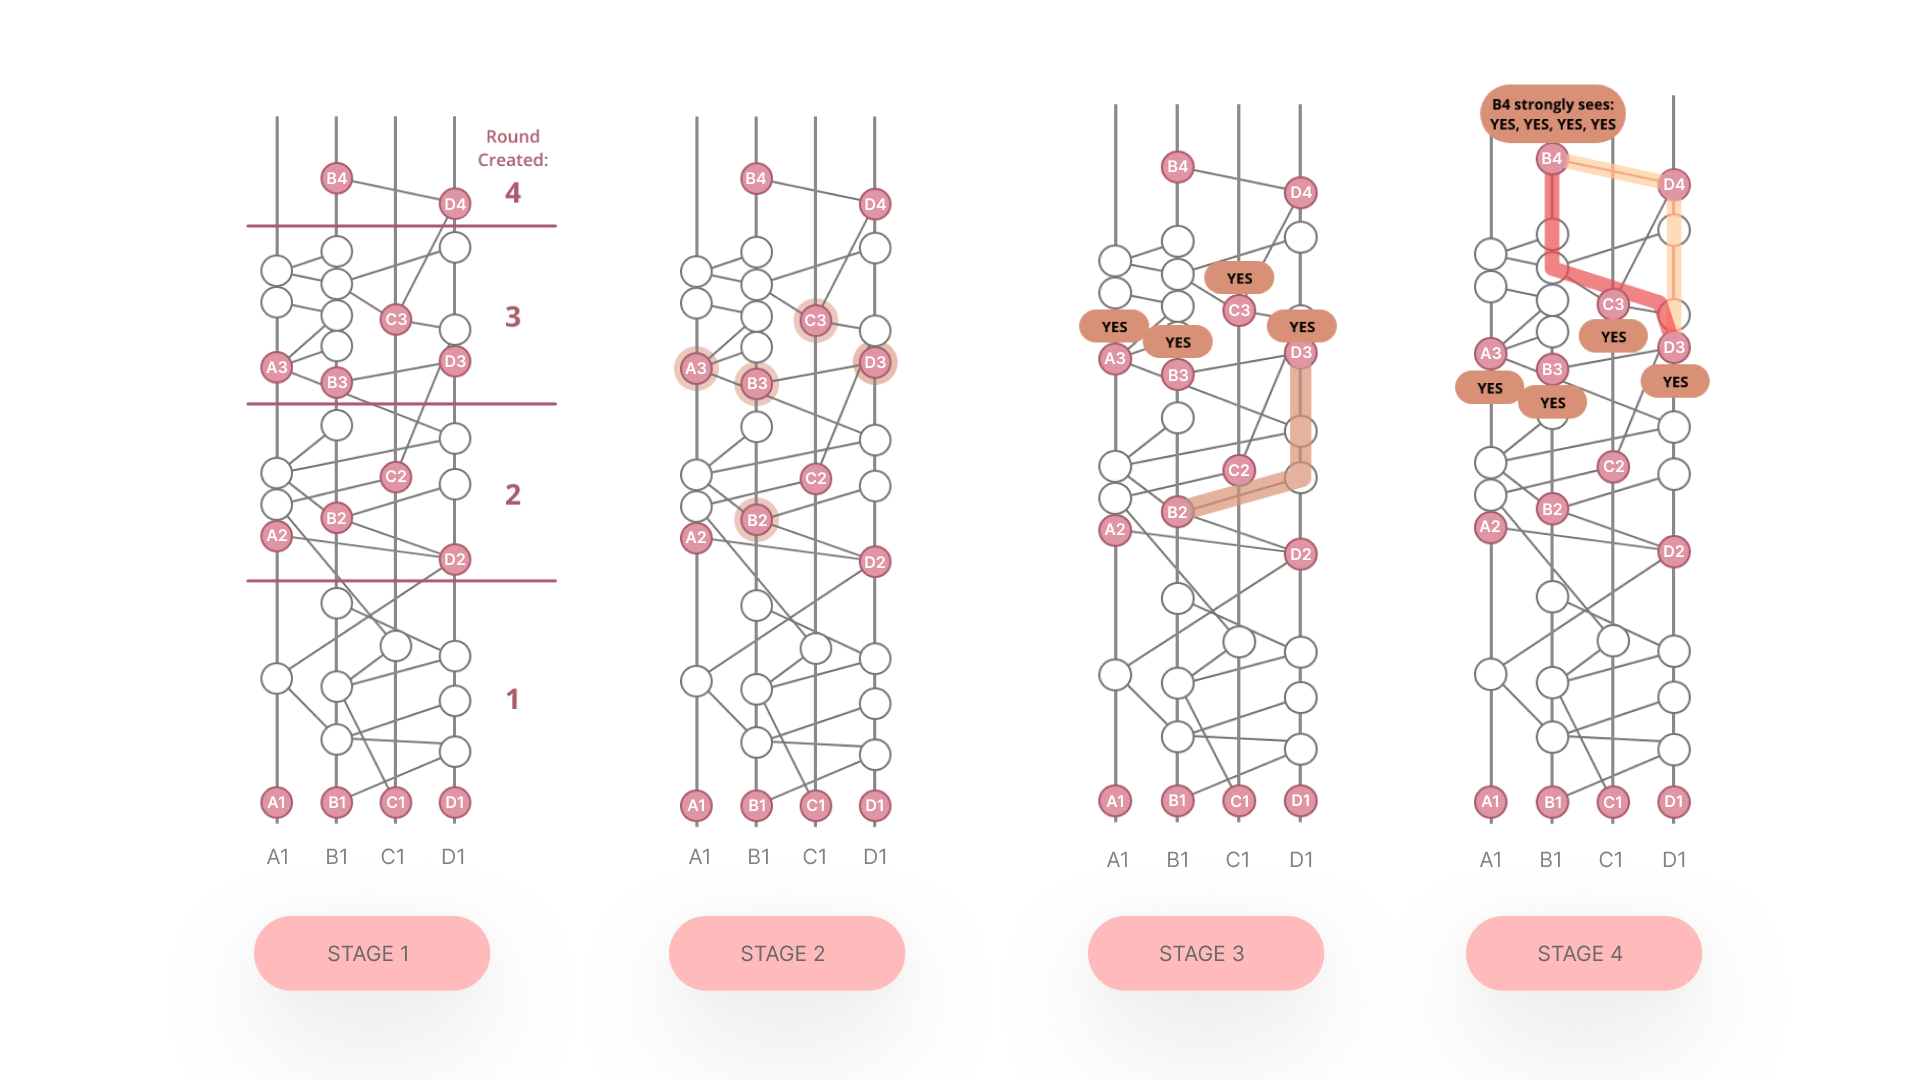 Round
Created:
B4
D4
4
C3
3
A3
D3
B3
C2
2
B2
A2
D2
1
A1
B1
C1
D1
A1
B1
C1
D1
STAGE 1
B4
D4
C3
A3
D3
B3
C2
B2
A2
D2
A1
B1
C1
D1
A1
B1
C1
D1
STAGE 2
B4
D4
YES
C3
YES
YES
YES
A3
D3
B3
C2
B2
A2
D2
A1
B1
C1
D1
A1
B1
C1
D1
STAGE 3
B4 strongly sees:
YES, YES, YES, YES
B4
D4
C3
YES
A3
D3
B3
YES
YES
YES
C2
B2
A2
D2
A1
B1
C1
D1
A1
B1
C1
D1
STAGE 4